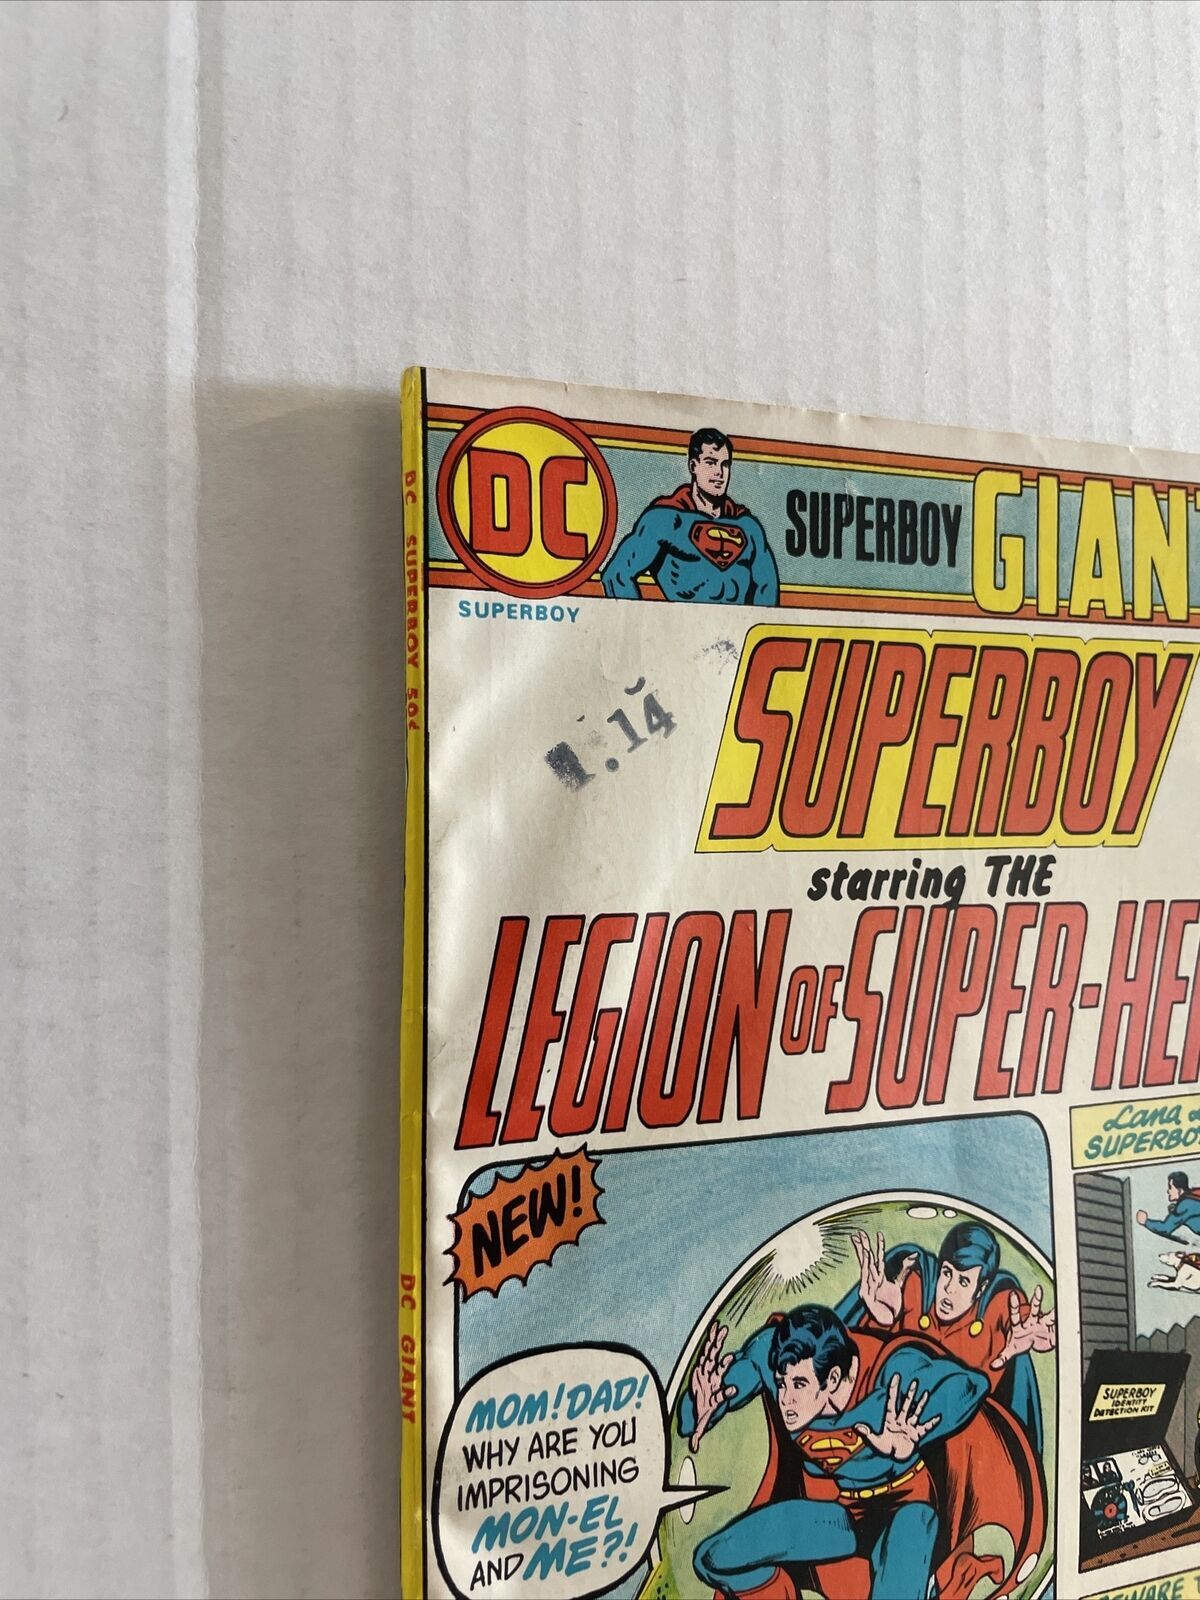 DC
SUPERBOY GIANT
SUPERBOY
1.14
SUPERBOY
starring THE
LEGION OF SUPER-HE
Lana
SUPERBO
NEW!
SUPERBOY
IDENTITY
DETECTION KIT
MOM! DAD!
WHY ARE YOU
IMPRISONING
MON-EL
AND ME?!
DC SUPERBOY 50¢
DC GIANT